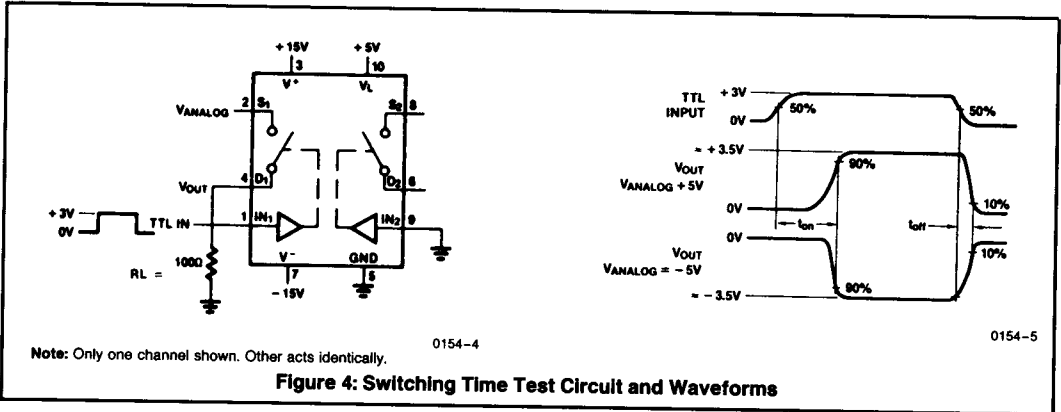 + 15V
+ 5V
3
10
V+
VL
VANALOG
2
S1
S2
8
VOUT
4
D1
D2
6
+ 3V
0V
TTL IN
1
IN1
IN2
9
RL =
100Ω
V-
GND
7
5
- 15V
0154-4
Note: Only one channel shown. Other acts identically.
TTL
INPUT
+ 3V
0V
50%
50%
≈ + 3.5V
VOUT
VANALOG + 5V
0V
90%
10%
ton
toff
0V
VOUT
VANALOG = - 5V
≈ - 3.5V
90%
10%
0154-5
Figure 4: Switching Time Test Circuit and Waveforms